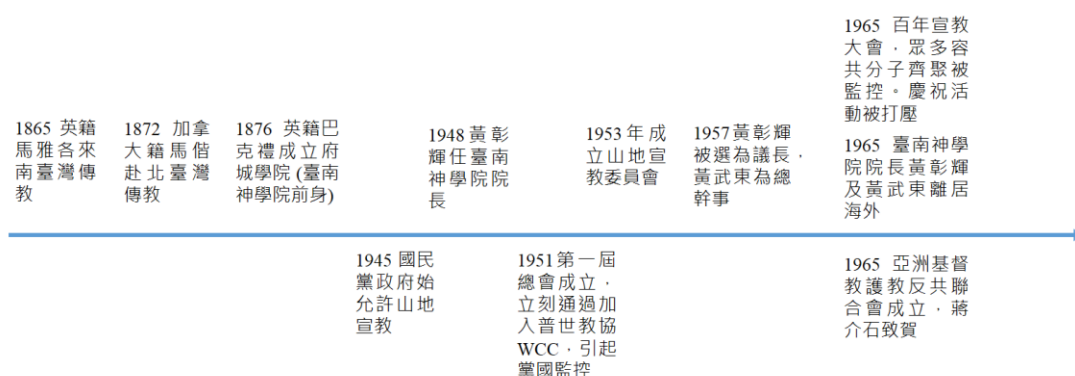 1865 英籍
馬雅各來
南臺灣傳
教
1872 加拿
大籍馬偕
赴北臺灣
傳教
1876 英籍巴
克禮成立府
城學院 (臺南
神學院前身)
1948 黃彰
輝任臺南
神學院院
長
1953 年成
立山地宣
教委員會
1957 黃彰輝
被選為議長，
黃武東為總
幹事
1965 百年宣教
大會，眾多容
共分子齊聚被
監控。慶祝活
動被打壓
1965 臺南神學
院院長黃彰輝
及黃武東離居
海外
1945 國民
黨政府始
允許山地
宣教
1951 第一屆
總會成立，
立刻通過加
入普世教協
WCC，引起
黨國監控
1965 亞洲基督
教護教反共聯
合會成立，蔣
介石致賀